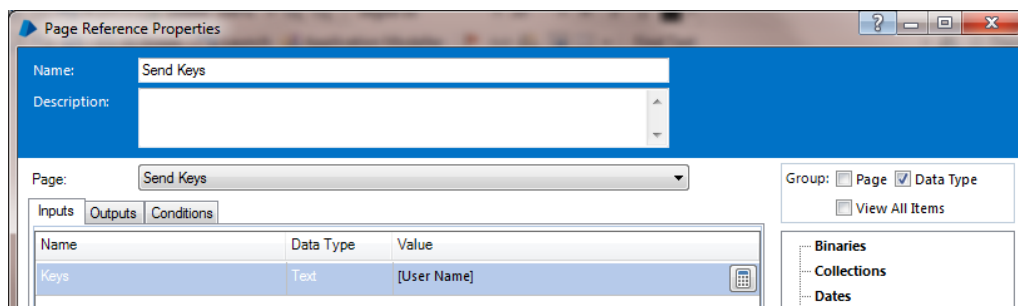 Page Reference Properties
Name: Send Keys
Description:
Page: Send Keys
Group: Page Data Type
View All Items
Inputs Outputs Conditions
Name Data Type Value
Keys Text [User Name]
Binaries
Collections
Dates